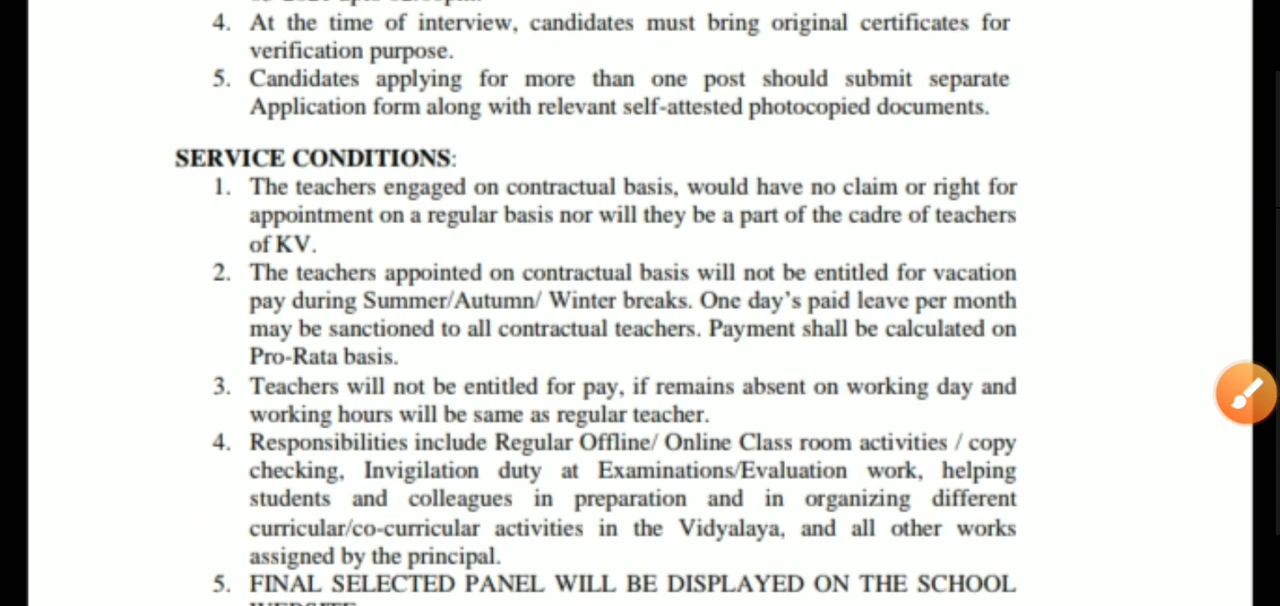 4. At the time of interview, candidates must bring original certificates for
verification purpose.
5. Candidates applying for more than one post should submit separate
Application form along with relevant self-attested photocopied documents.
SERVICE CONDITIONS:
1. The teachers engaged on contractual basis, would have no claim or right for
appointment on a regular basis nor will they be a part of the cadre of teachers
of KV.
2. The teachers appointed on contractual basis will not be entitled for vacation
pay during Summer/Autumn/ Winter breaks. One day's paid leave per month
may be sanctioned to all contractual teachers. Payment shall be calculated on
Pro-Rata basis.
3. Teachers will not be entitled for pay, if remains absent on working day and
working hours will be same as regular teacher.
4. Responsibilities include Regular Offline/ Online Class room activities / copy
checking, Invigilation duty at Examinations/Evaluation work, helping
students and colleagues in preparation and in organizing different
curricular/co-curricular activities in the Vidyalaya, and all other works
assigned by the principal.
5. FINAL SELECTED PANEL WILL BE DISPLAYED ON THE SCHOOL